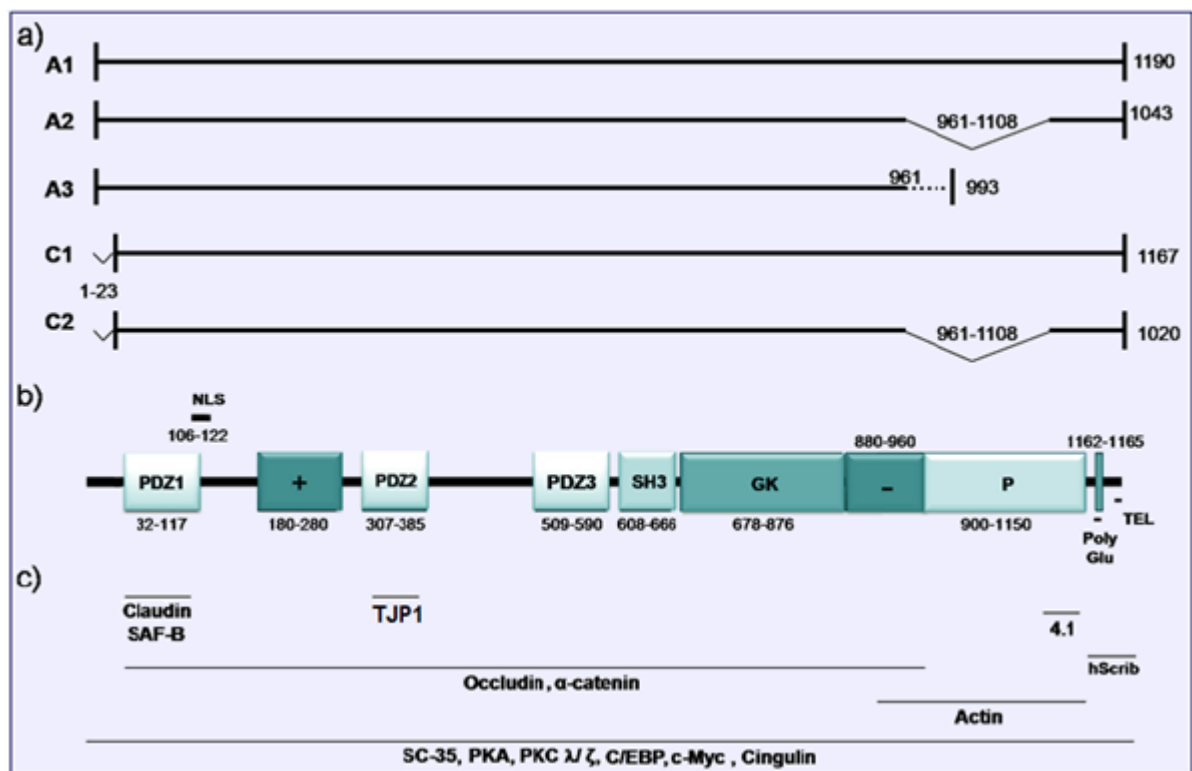 a)
A1 1190
A2 961-1108 1043
A3 961 993
C1 1167
1-23
C2 961-1108 1020
b)
NLS
106-122 880-960 1162-1165
PDZ1 + PDZ2 PDZ3 SH3 GK - P
32-117 180-280 307-385 509-590 608-666 678-876 900-1150 TEL
Poly
Glu
c)
Claudin TJP1
SAF-B 4.1
hScrib
Occludin, α-catenin
Actin
SC-35, PKA, PKC λ/ζ, C/EBP, c-Myc , Cingulin